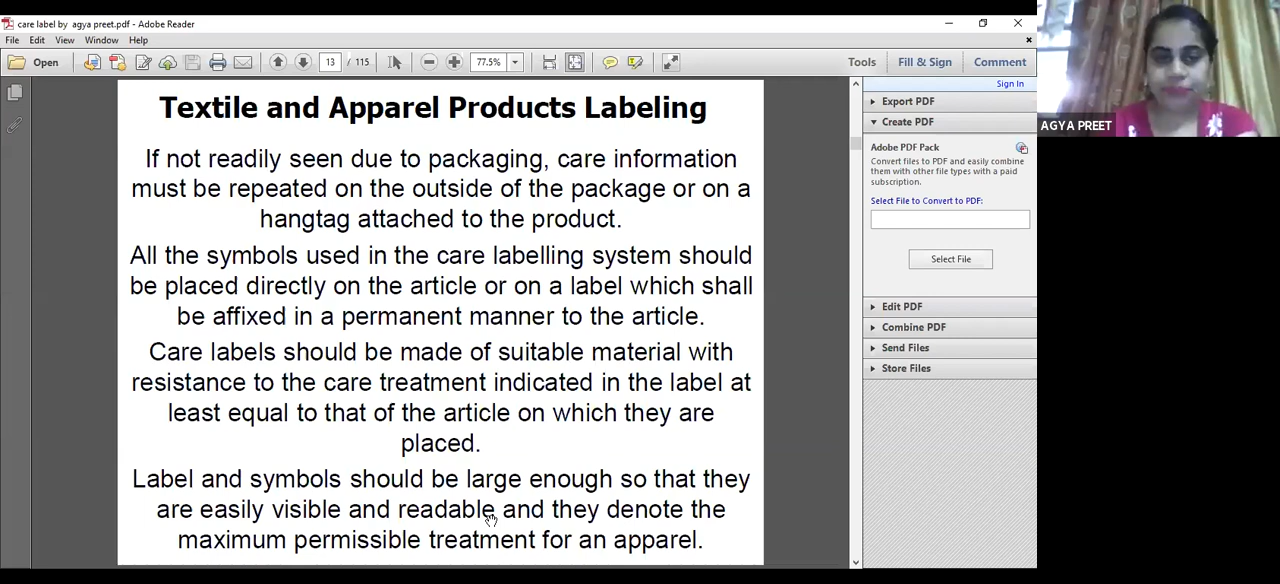 care label by agya preet.pdf - Adobe Reader
File Edit View Window Help
Open 13 / 115 77.5% Tools Fill & Sign Comment
Sign In
Export PDF
Create PDF
Adobe PDF Pack
Convert files to PDF and easily combine
them with other file types with a paid
subscription.
Select File to Convert to PDF:
Select File
Edit PDF
Combine PDF
Send Files
Store Files
Textile and Apparel Products Labeling
If not readily seen due to packaging, care information
must be repeated on the outside of the package or on a
hangtag attached to the product.
All the symbols used in the care labelling system should
be placed directly on the article or on a label which shall
be affixed in a permanent manner to the article.
Care labels should be made of suitable material with
resistance to the care treatment indicated in the label at
least equal to that of the article on which they are
placed.
Label and symbols should be large enough so that they
are easily visible and readable and they denote the
maximum permissible treatment for an apparel.
AGYA PREET